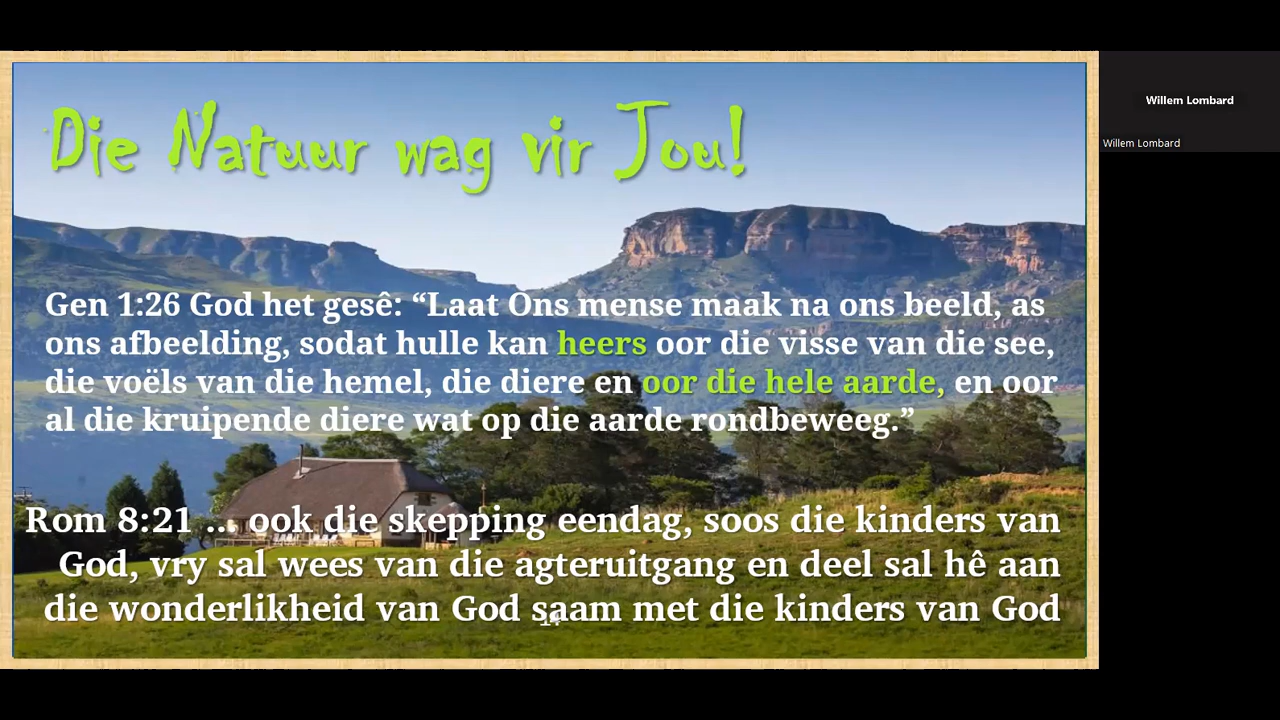 Die Natuur wag vir Jou!
Gen 1:26 God het gesê: “Laat Ons mense maak na ons beeld, as
ons afbeelding, sodat hulle kan heers oor die visse van die see,
die voëls van die hemel, die diere en oor die hele aarde, en oor
al die kruipende diere wat op die aarde rondbeweeg.”
Rom 8:21 ... ook die skepping eendag, soos die kinders van
God, vry sal wees van die agteruitgang en deel sal hê aan
die wonderlikheid van God saam met die kinders van God
Willem Lombard
Willem Lombard